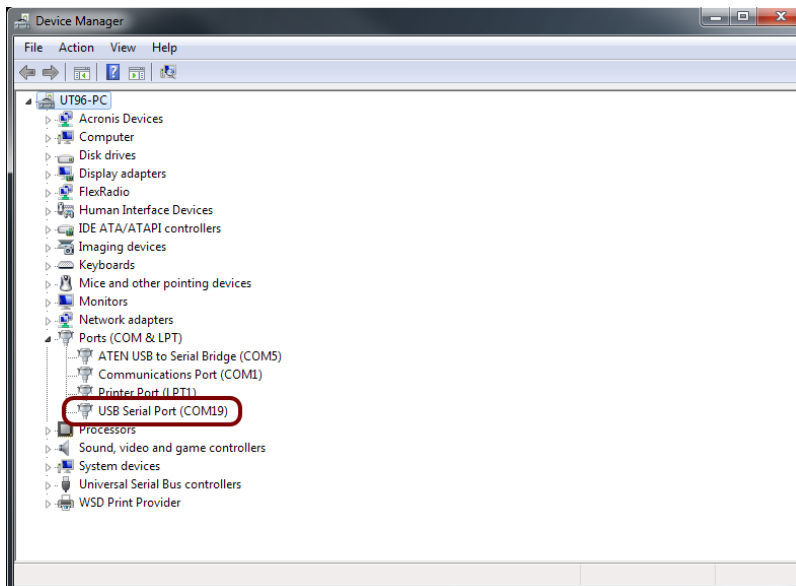 Device Manager
File Action View Help
UT96-PC
Acronis Devices
Computer
Disk drives
Display adapters
FlexRadio
Human Interface Devices
IDE ATA/ATAPI controllers
Imaging devices
Keyboards
Mice and other pointing devices
Monitors
Network adapters
Ports (COM & LPT)
ATEN USB to Serial Bridge (COM5)
Communications Port (COM1)
Printer Port (LPT1)
USB Serial Port (COM19)
Processors
Sound, video and game controllers
System devices
Universal Serial Bus controllers
WSD Print Provider